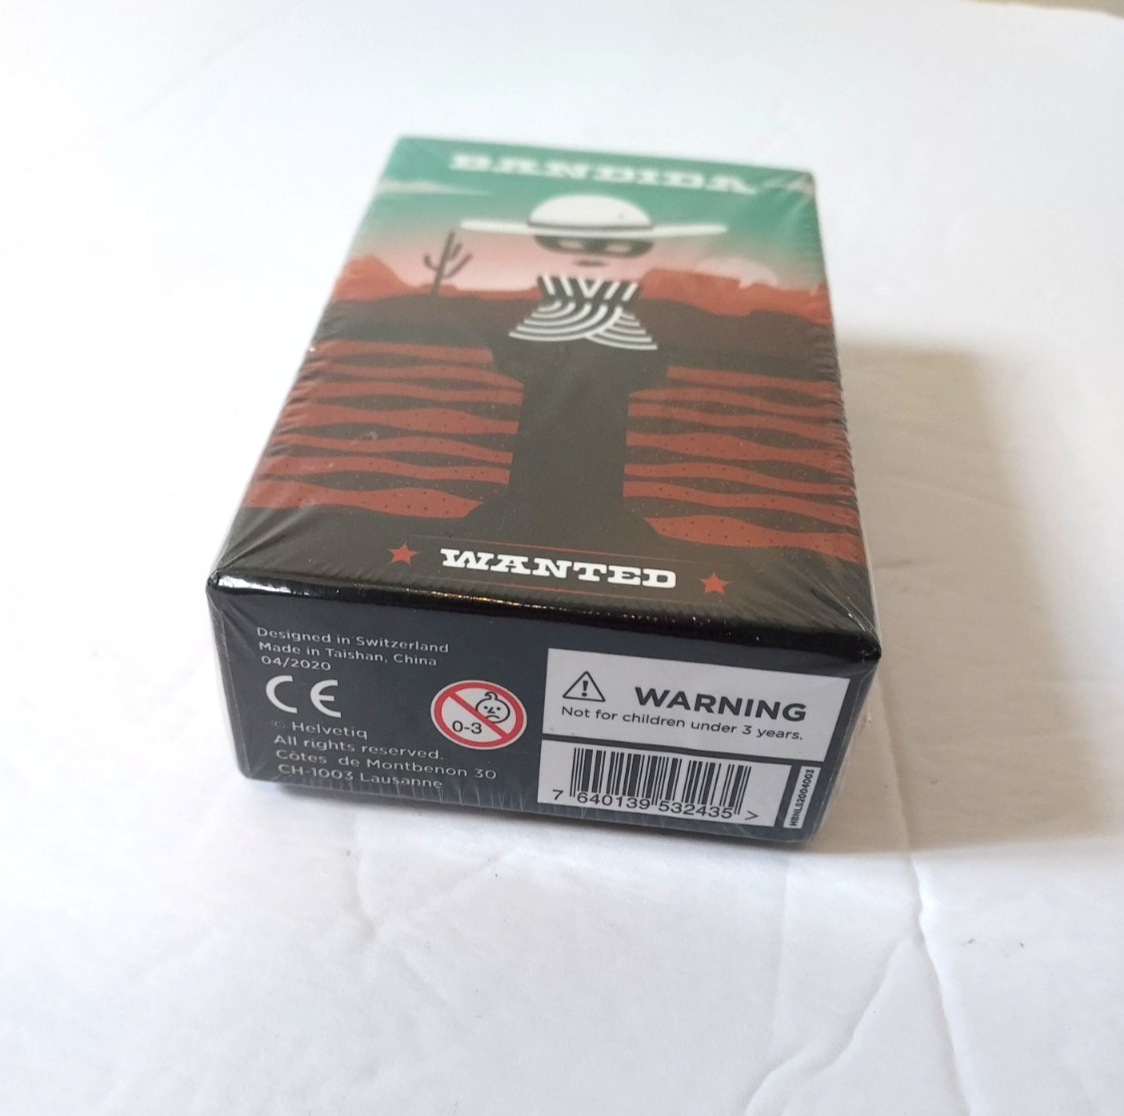 BANDIDA
WANTED
Designed in Switzerland
Made in Taishan, China
04/2020
CE
© Helvetiq
All rights reserved.
Côtes de Montbenon 30
CH-1003 Lausanne
0-3
WARNING
Not for children under 3 years.
7 640139 532435 >
HBNLS2004003